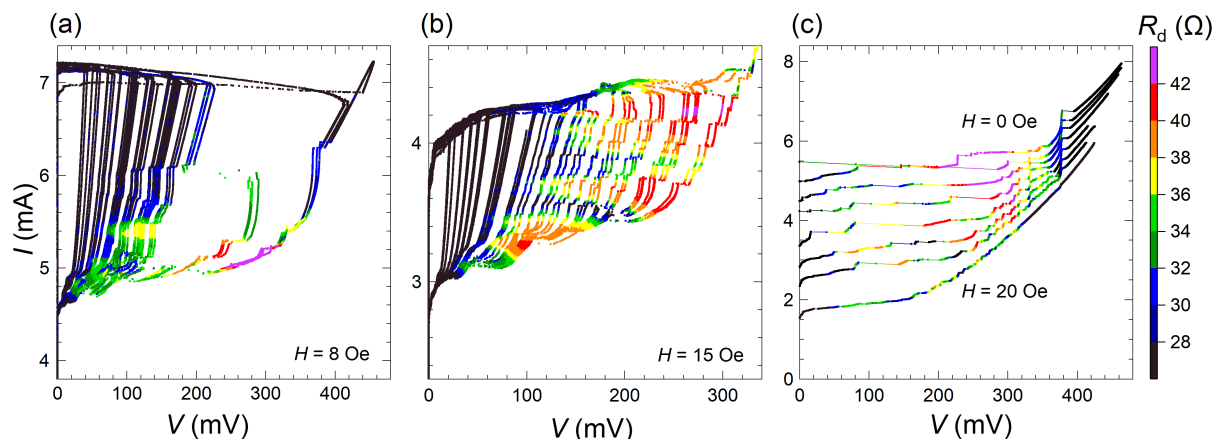 (a)
(b)
(c)
R_d (Ω)
I (mA)
7
6
5
4
H = 8 Oe
0
100
200
300
400
V (mV)
4
3
H = 15 Oe
0
100
200
300
V (mV)
8
6
4
2
0
H = 0 Oe
H = 20 Oe
0
100
200
300
400
V (mV)
42
40
38
36
34
32
30
28